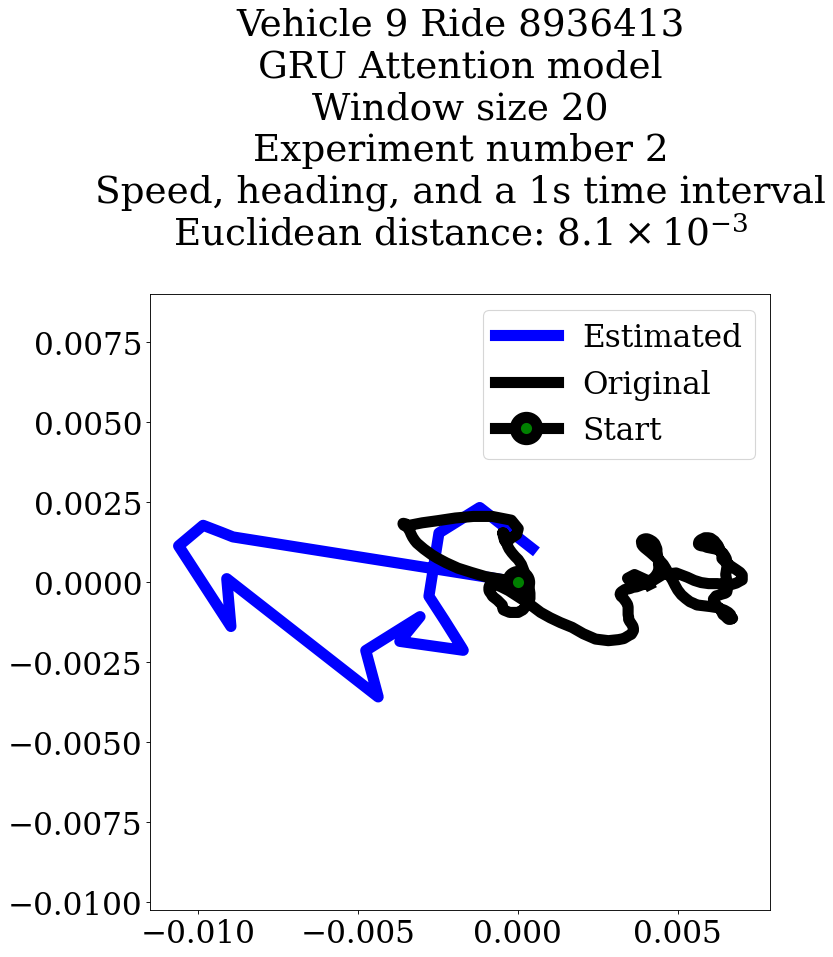 Vehicle 9 Ride 8936413
GRU Attention model
Window size 20
Experiment number 2
Speed, heading, and a 1s time interval
Euclidean distance: 8.1 × 10⁻³
Estimated
Original
Start
0.0075
0.0050
0.0025
0.0000
−0.0025
−0.0050
−0.0075
−0.0100
−0.010 −0.005 0.000 0.005